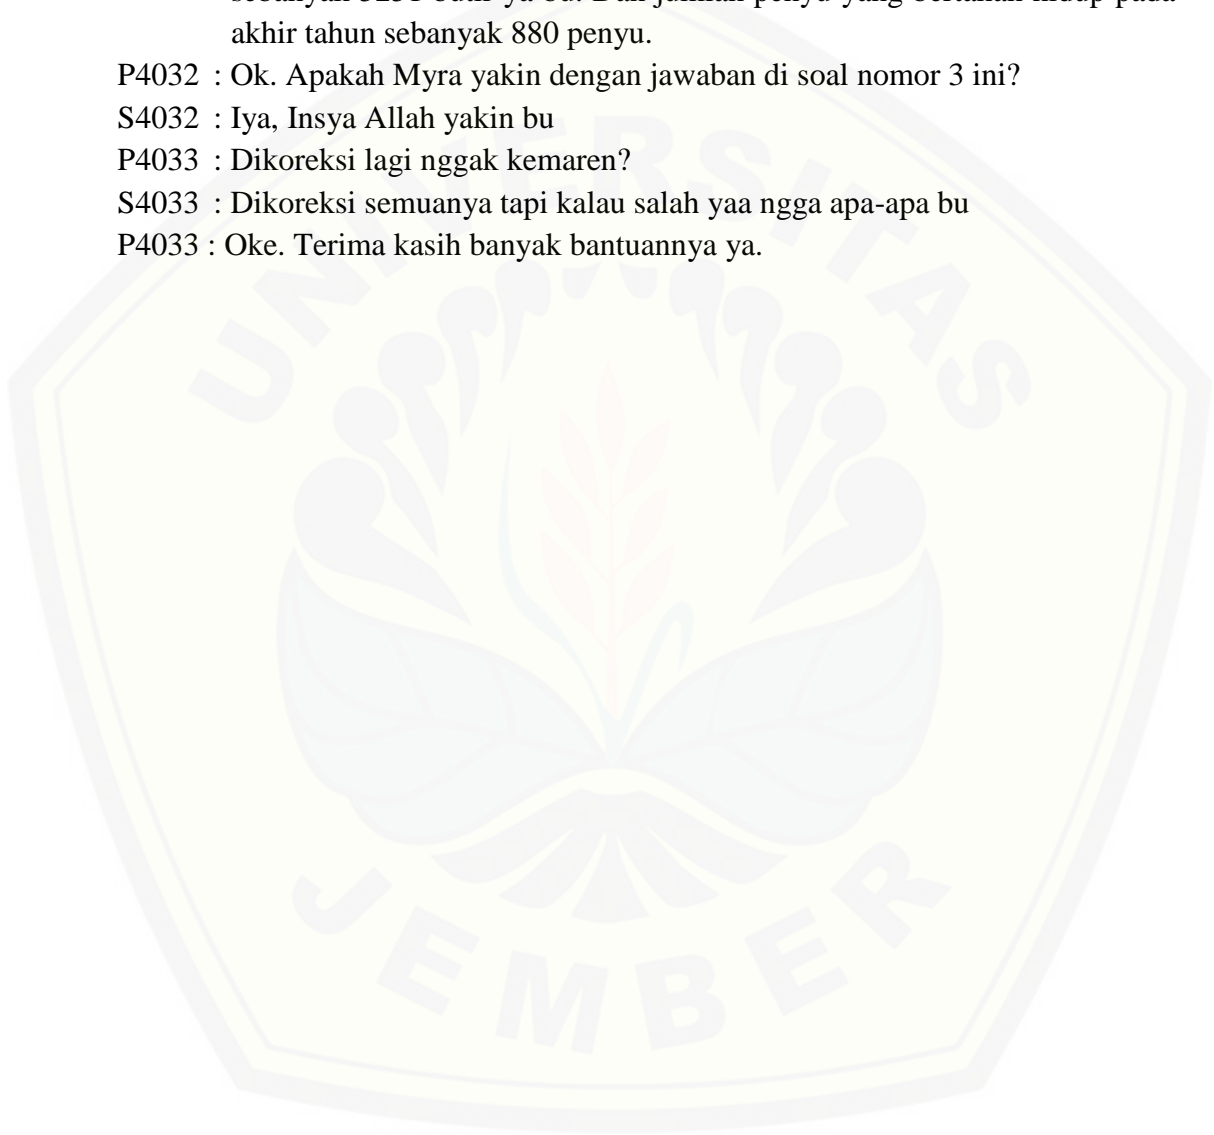 akhir tahun sebanyak 880 penyu.
P4032 : Ok. Apakah Myra yakin dengan jawaban di soal nomor 3 ini?
S4032 : Iya, Insya Allah yakin bu
P4033 : Dikoreksi lagi nggak kemaren?
S4033 : Dikoreksi semuanya tapi kalau salah yaa ngga apa-apa bu
P4033 : Oke. Terima kasih banyak bantuannya ya.
UNIVERSITAS
JEMBER